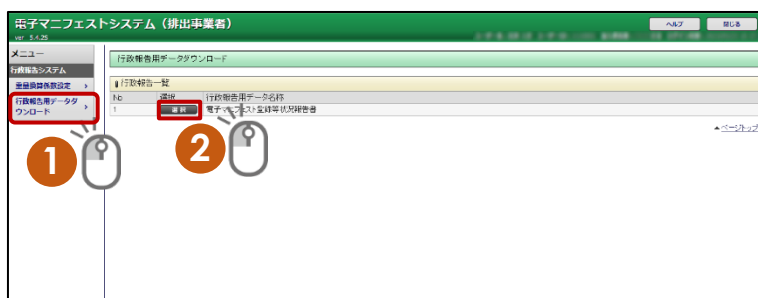 電子マニフェストシステム（排出事業者）
ver 3.4.25
ヘルプ
閉じる
メニュー
行政報告システム
重量換算係数設定
行政報告用データダウンロード
行政報告用データダウンロード
行政報告一覧
No 選択 行政報告用データ名称
1 選択 電子マニフェスト登録等状況報告書
▲ページトップ
1
2